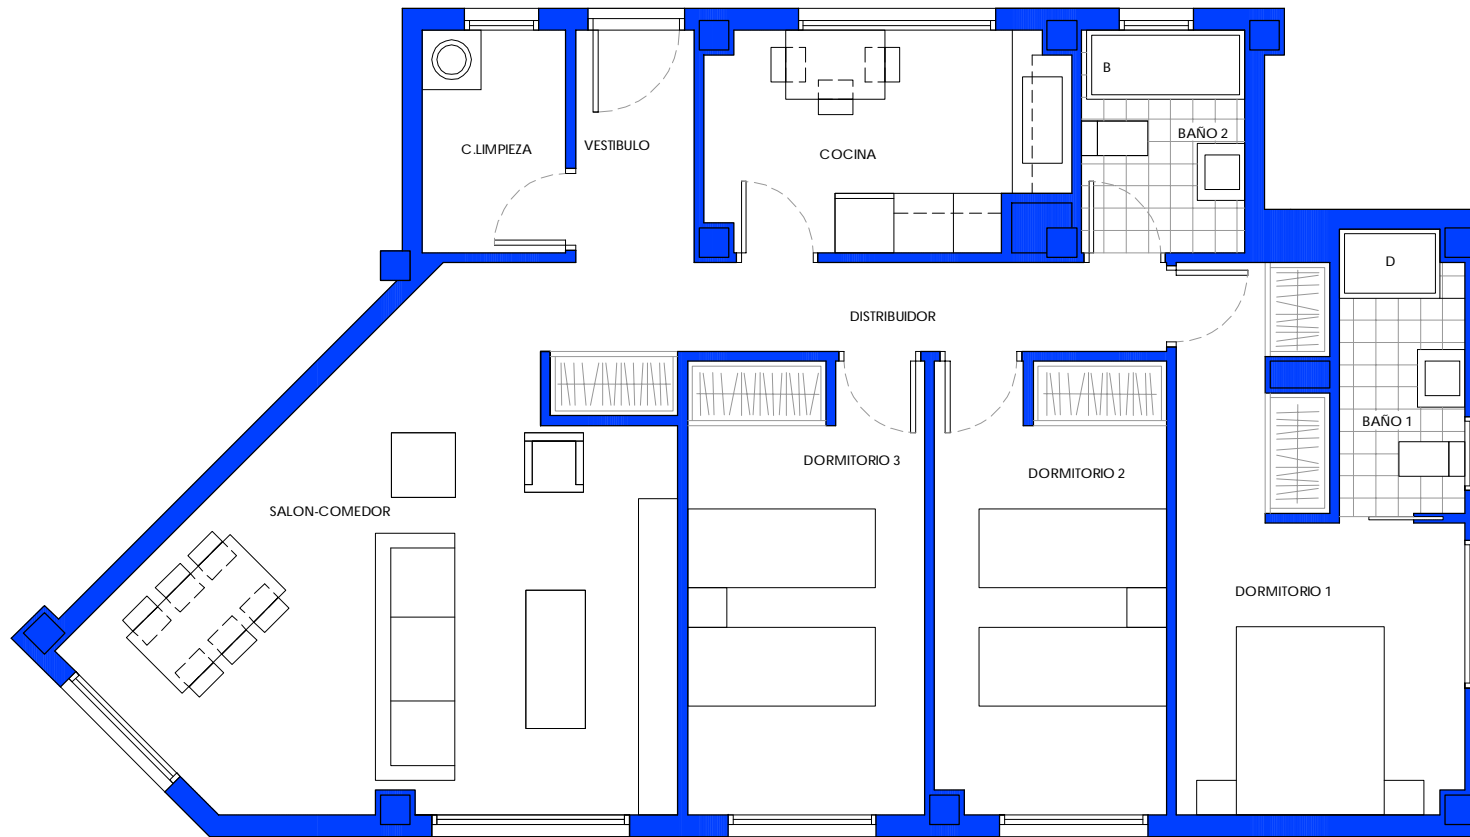 B
BAÑO 2
C.LIMPIEZA
VESTIBULO
COCINA
D
DISTRIBUIDOR
BAÑO 1
DORMITORIO 3
DORMITORIO 2
SALON-COMEDOR
DORMITORIO 1